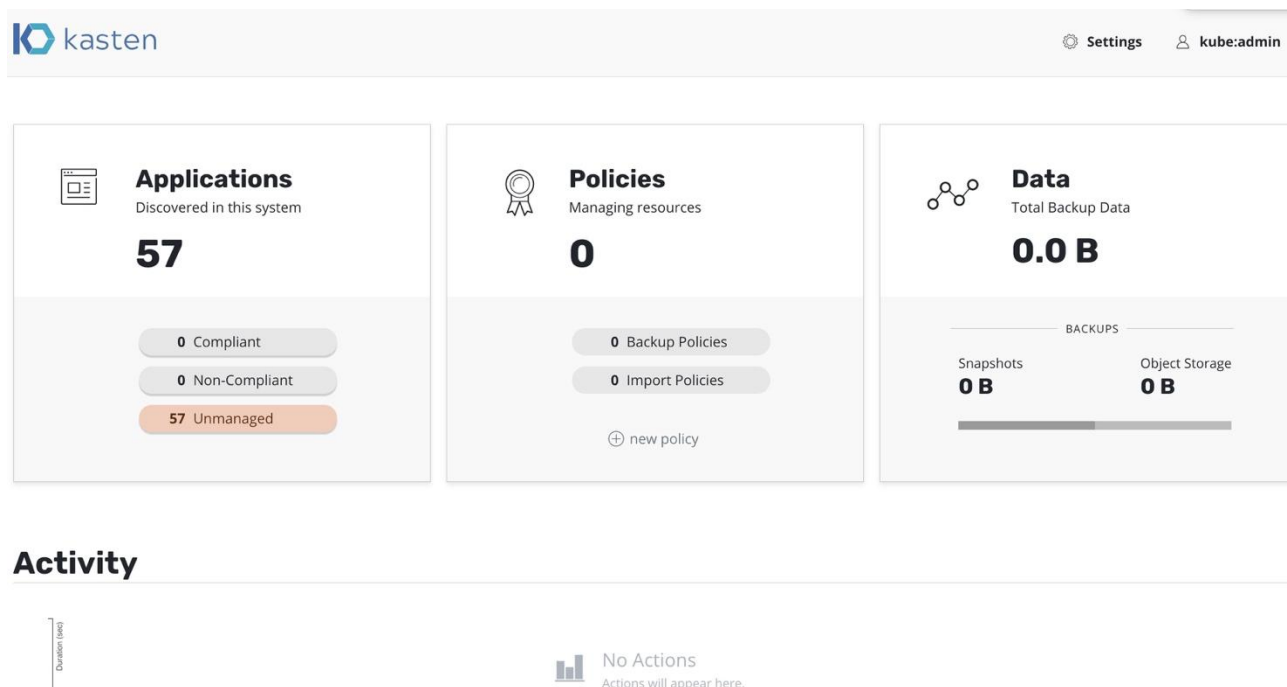 kasten
Settings
kube:admin
Applications
Discovered in this system
57
0 Compliant
0 Non-Compliant
57 Unmanaged
Policies
Managing resources
0
0 Backup Policies
0 Import Policies
new policy
Data
Total Backup Data
0.0 B
BACKUPS
Snapshots
0 B
Object Storage
0 B
Activity
Duration (sec)
No Actions
Actions will appear here.